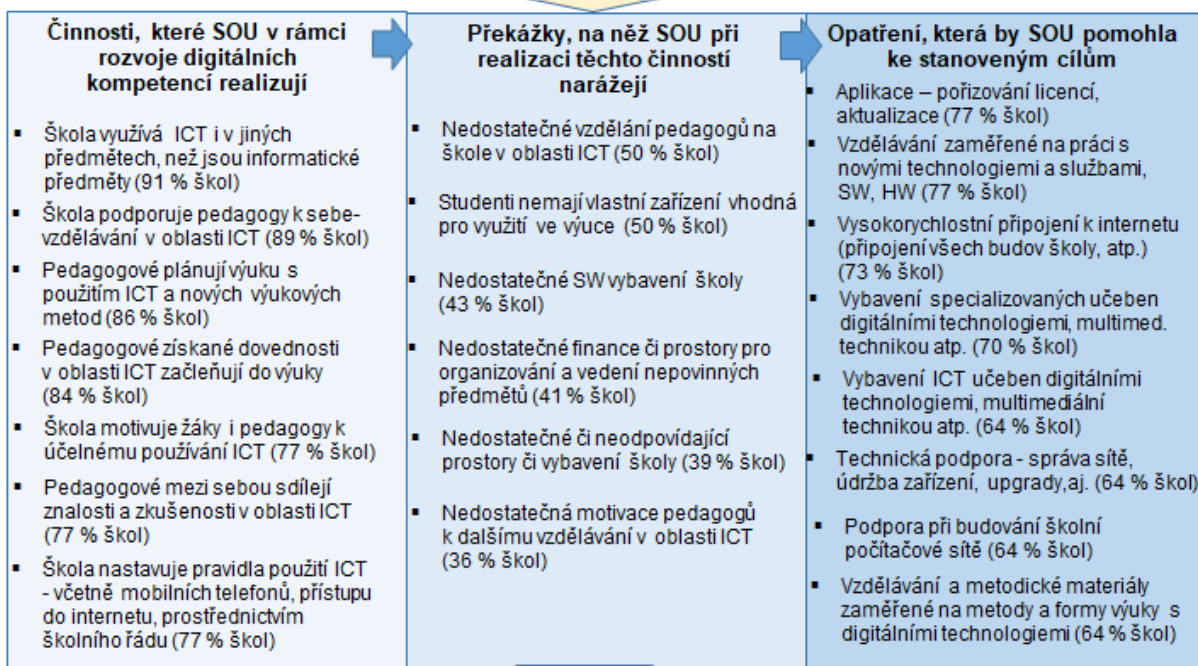 Činnosti, které SOU v rámci
rozvoje digitálních
kompetencí realizují
▪ Škola využívá ICT i v jiných
předmětech, než jsou informatické
předměty (91 % škol)
▪ Škola podporuje pedagogy k sebe-
vzdělávání v oblasti ICT (89 % škol)
▪ Pedagogové plánují výuku s
použitím ICT a nových výukových
metod (86 % škol)
▪ Pedagogové získané dovednosti
v oblasti ICT začleňují do výuky
(84 % škol)
▪ Škola motivuje žáky i pedagogy k
účelnému používání ICT (77 % škol)
▪ Pedagogové mezi sebou sdílejí
znalosti a zkušenosti v oblasti ICT
(77 % škol)
▪ Škola nastavuje pravidla použití ICT
- včetně mobilních telefonů, přístupu
do internetu, prostřednictvím
školního řádu (77 % škol)
Překážky, na něž SOU při
realizaci těchto činností
narážejí
▪ Nedostatečné vzdělání pedagogů na
škole v oblasti ICT (50 % škol)
▪ Studenti nemají vlastní zařízení vhodná
pro využití ve výuce (50 % škol)
▪ Nedostatečné SW vybavení školy
(43 % škol)
▪ Nedostatečné finance či prostory pro
organizování a vedení nepovinných
předmětů (41 % škol)
▪ Nedostatečné či neodpovídající
prostory či vybavení školy (39 % škol)
▪ Nedostatečná motivace pedagogů
k dalšímu vzdělávání v oblasti ICT
(36 % škol)
Opatření, která by SOU pomohla
ke stanoveným cílům
▪ Aplikace – pořizování licencí,
aktualizace (77 % škol)
▪ Vzdělávání zaměřené na práci s
novými technologiemi a službami,
SW, HW (77 % škol)
▪ Vysokorychlostní připojení k internetu
(připojení všech budov školy, atp.)
(73 % škol)
▪ Vybavení specializovaných učeben
digitálními technologiemi, multimed.
technikou atp. (70 % škol)
▪ Vybavení ICT učeben digitálními
technologiemi, multimediální
technikou atp. (64 % škol)
▪ Technická podpora - správa sítě,
údržba zařízení, upgrady,aj. (64 % škol)
▪ Podpora při budování školní
počítačové sítě (64 % škol)
▪ Vzdělávání a metodické materiály
zaměřené na metody a formy výuky s
digitálními technologiemi (64 % škol)